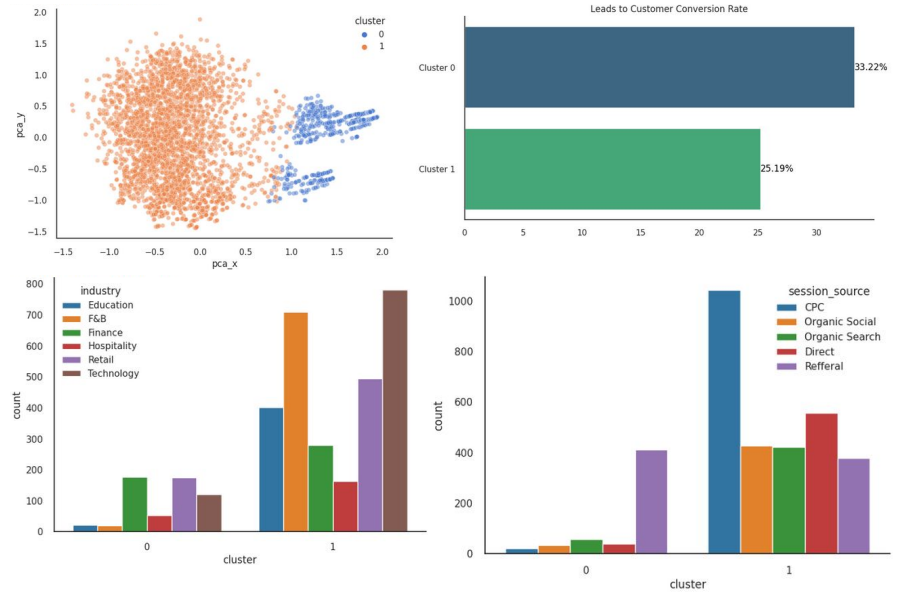 cluster
0
1
2.0
1.5
1.0
0.5
0.0
−0.5
−1.0
−1.5
pca_y
−1.5 −1.0 −0.5 0.0 0.5 1.0 1.5 2.0
pca_x
Leads to Customer Conversion Rate
Cluster 0
33.22%
Cluster 1
25.19%
0 5 10 15 20 25 30
industry
Education
F&B
Finance
Hospitality
Retail
Technology
800
700
600
500
400
300
200
100
0
count
0 1
cluster
session_source
CPC
Organic Social
Organic Search
Direct
Refferal
1000
800
600
400
200
0
count
0 1
cluster